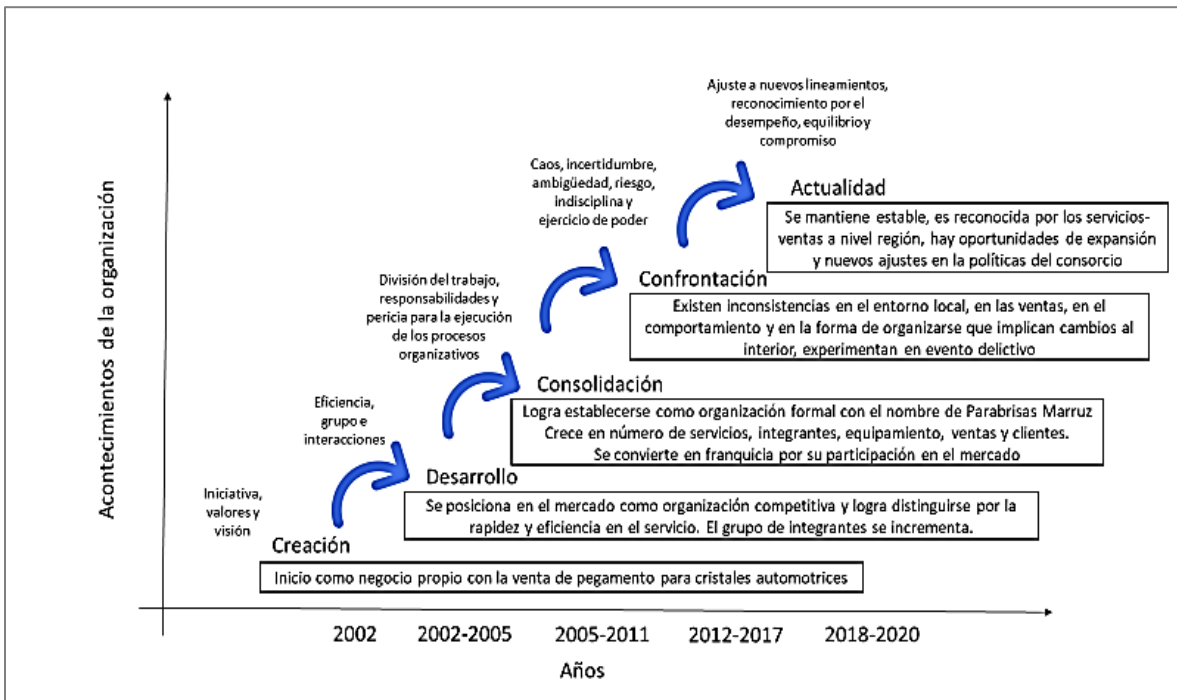 Ajuste a nuevos lineamientos,
reconocimiento por el
desempeño, equilibrio y
compromiso
Actualidad
Se mantiene estable, es reconocida por los servicios-
ventas a nivel región, hay oportunidades de expansión
y nuevos ajustes en la políticas del consorcio
Caos, incertidumbre,
ambigüedad, riesgo,
indisciplina y
ejercicio de poder
Confrontación
Existen inconsistencias en el entorno local, en las ventas, en el
comportamiento y en la forma de organizarse que implican cambios al
interior, experimentan en evento delictivo
División del trabajo,
responsabilidades y
pericia para la ejecución
de los procesos
organizativos
Consolidación
Logra establecerse como organización formal con el nombre de Parabrisas Marruz
Crece en número de servicios, integrantes, equipamiento, ventas y clientes.
Se convierte en franquicia por su participación en el mercado
Eficiencia,
grupo e
interacciones
Desarrollo
Se posiciona en el mercado como organización competitiva y logra distinguirse por la
rapidez y eficiencia en el servicio. El grupo de integrantes se incrementa.
Iniciativa,
valores y
visión
Creación
Inicio como negocio propio con la venta de pegamento para cristales automotrices
Acontecimientos de la organización
2002 2002-2005 2005-2011 2012-2017 2018-2020
Años